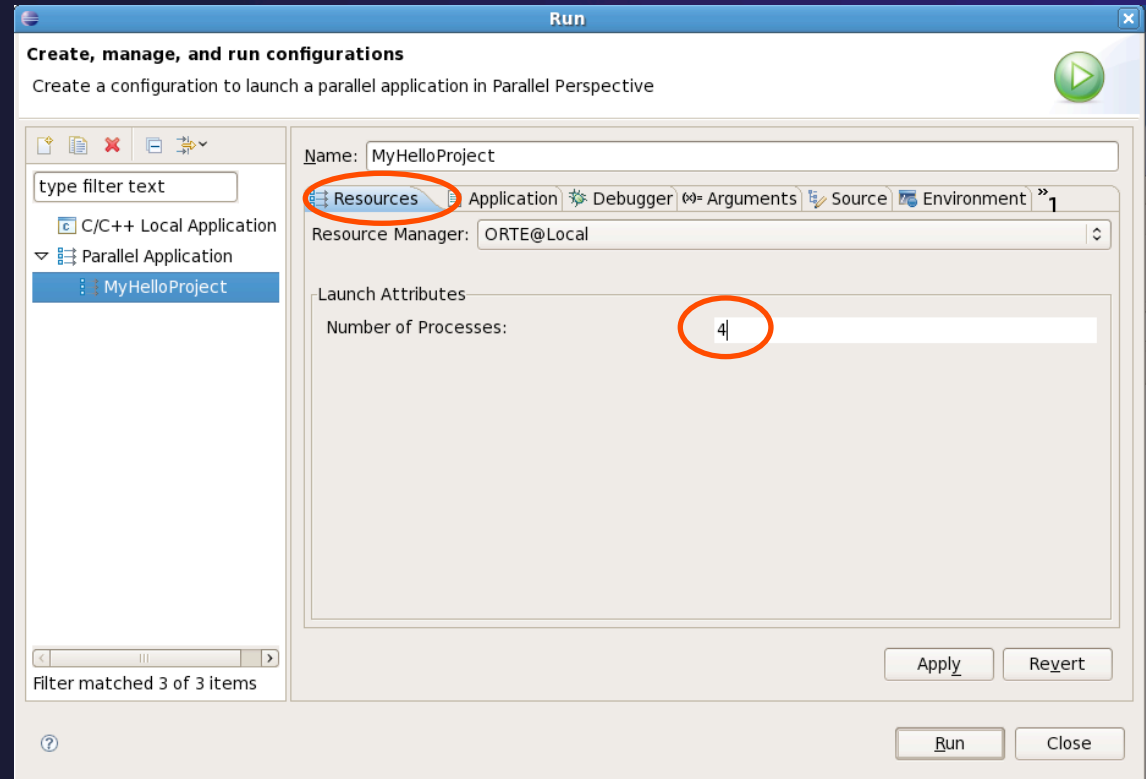 Run
Create, manage, and run configurations
Create a configuration to launch a parallel application in Parallel Perspective
type filter text
C/C++ Local Application
Parallel Application
MyHelloProject
Filter matched 3 of 3 items
Name: MyHelloProject
Resources Application Debugger (x)= Arguments Source Environment »1
Resource Manager: ORTE@Local
Launch Attributes
Number of Processes: 4
Apply Revert
Run Close